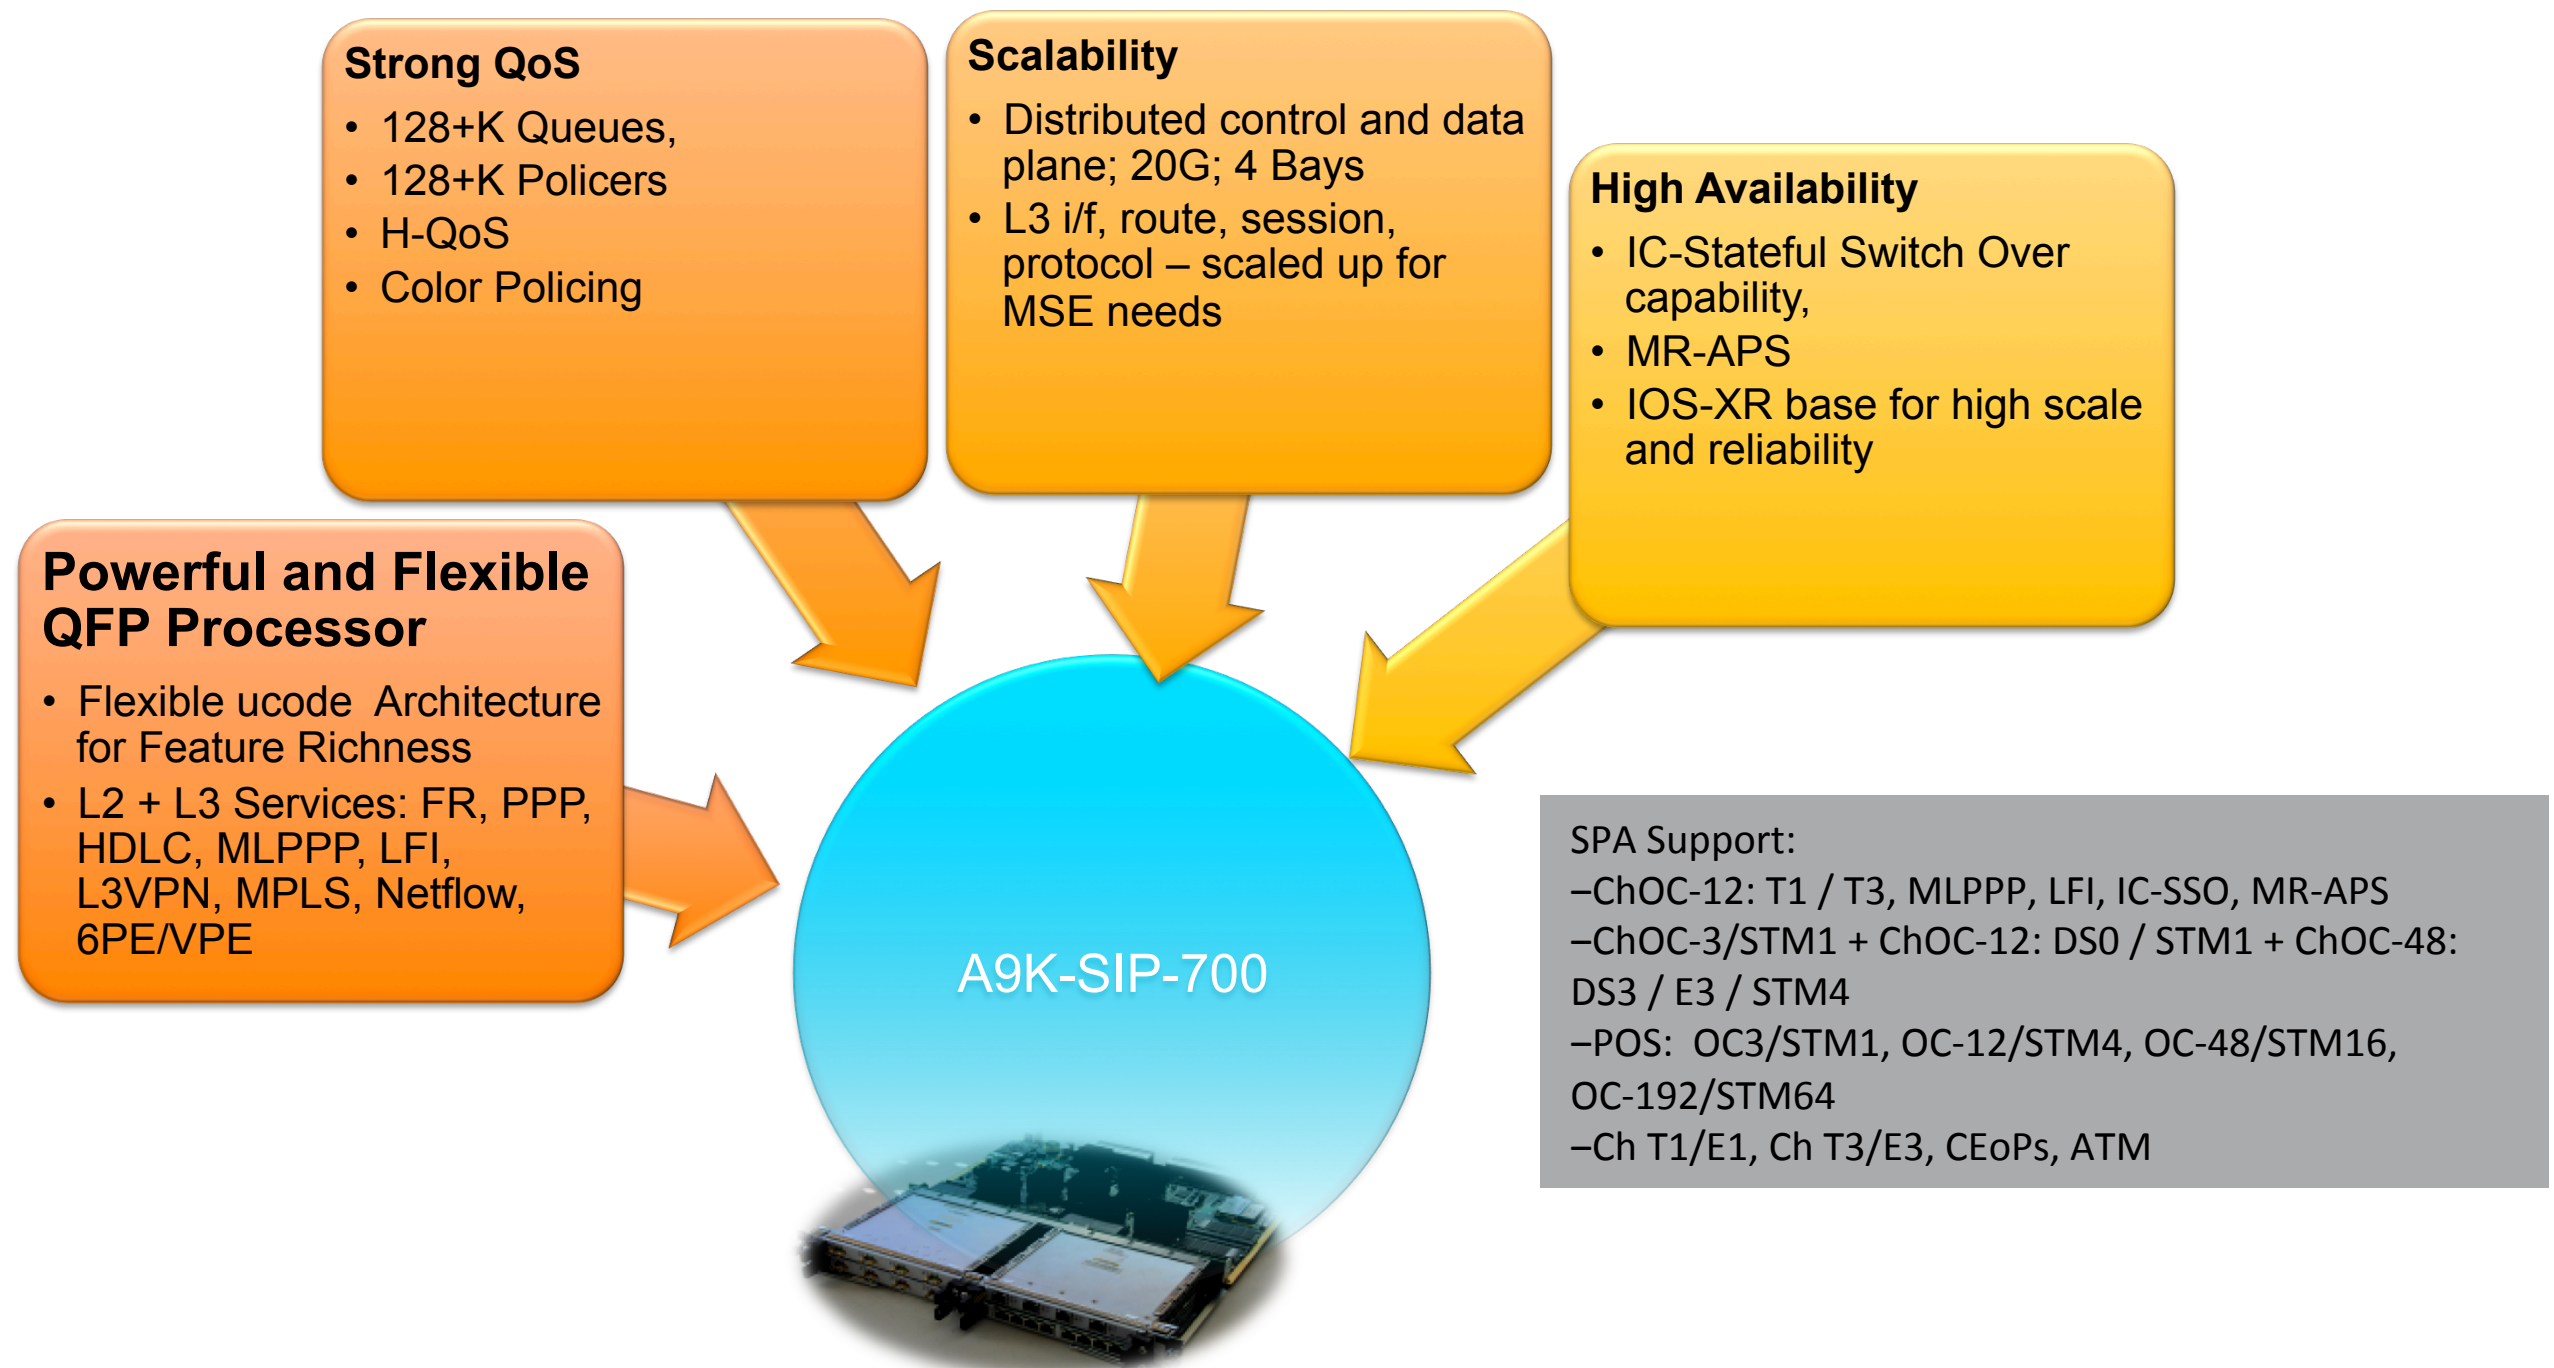 Strong QoS
• 128+K Queues,
• 128+K Policers
• H-QoS
• Color Policing
Scalability
• Distributed control and data
plane; 20G; 4 Bays
• L3 i/f, route, session,
protocol – scaled up for
MSE needs
High Availability
• IC-Stateful Switch Over
capability,
• MR-APS
• IOS-XR base for high scale
and reliability
Powerful and Flexible
QFP Processor
• Flexible ucode  Architecture
for Feature Richness
• L2 + L3 Services: FR, PPP,
HDLC, MLPPP, LFI,
L3VPN, MPLS, Netflow,
6PE/VPE
A9K-SIP-700
SPA Support:
–ChOC-12: T1 / T3, MLPPP, LFI, IC-SSO, MR-APS
–ChOC-3/STM1 + ChOC-12: DS0 / STM1 + ChOC-48:
DS3 / E3 / STM4
–POS:  OC3/STM1, OC-12/STM4, OC-48/STM16,
OC-192/STM64
–Ch T1/E1, Ch T3/E3, CEoPs, ATM